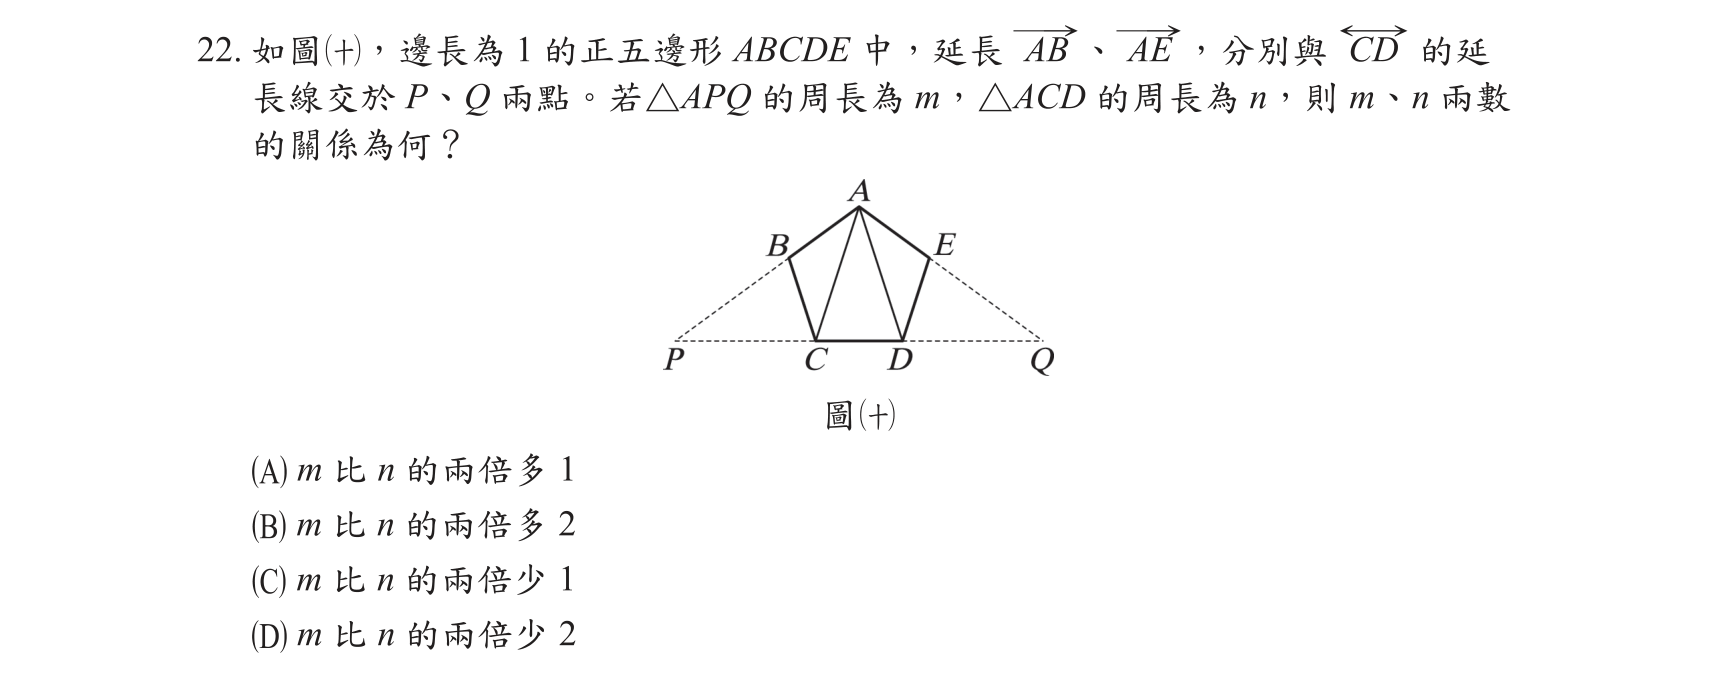 22. 如圖(十)，邊長為 1 的正五邊形 ABCDE 中，延長 AB、AE，分別與 CD 的延
長線交於 P、Q 兩點。若△APQ 的周長為 m，△ACD 的周長為 n，則 m、n 兩數
的關係為何？
A
B E
P C D Q
圖(十)
(A) m 比 n 的兩倍多 1
(B) m 比 n 的兩倍多 2
(C) m 比 n 的兩倍少 1
(D) m 比 n 的兩倍少 2